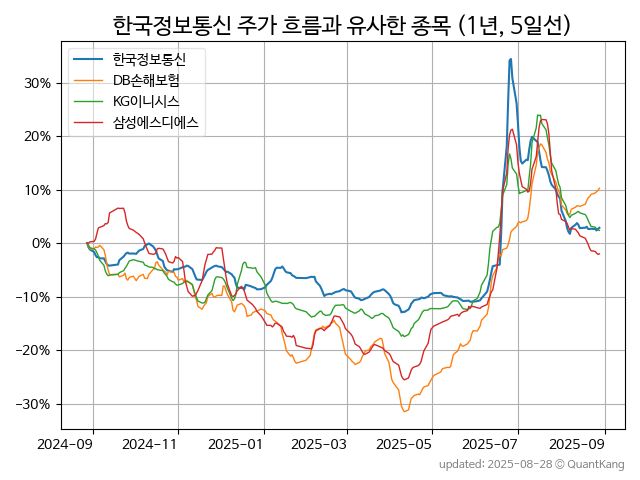 한국정보통신 주가 흐름과 유사한 종목 (1년, 5일선)
한국정보통신
DB손해보험
KG이니시스
삼성에스디에스
30%
20%
10%
0%
−10%
−20%
−30%
2024-09
2024-11
2025-01
2025-03
2025-05
2025-07
2025-09
updated: 2025-08-28 © QuantKang